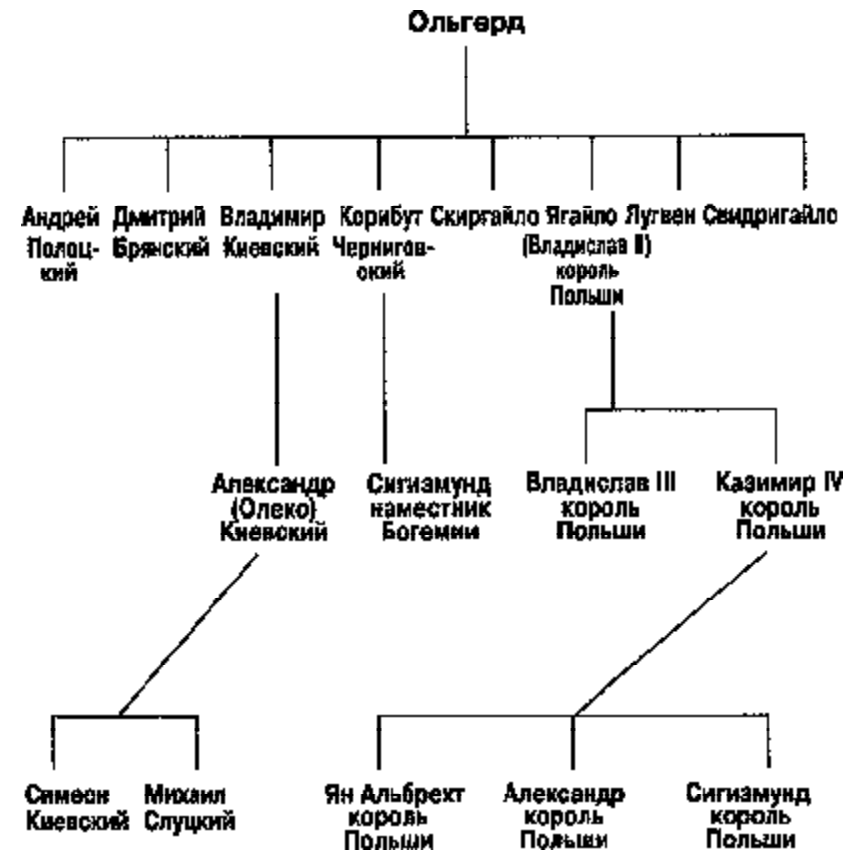 Ольгерд
Андрей Дмитрий Владимир Корибут Скиргайло Ягайло Лугвен Свидригайло
Полоц- Брянский Киевский Чернигов- (Владислав II)
кий ский король
Польши
Александр Сигизмунд Владислав III Казимир IV
(Олеко) наместник король король
Киевский Богемии Польши Польши
Симеон Михаил Ян Альбрехт Александр Сигизмунд
Киевский Слуцкий король король король
Польши Польши Польши